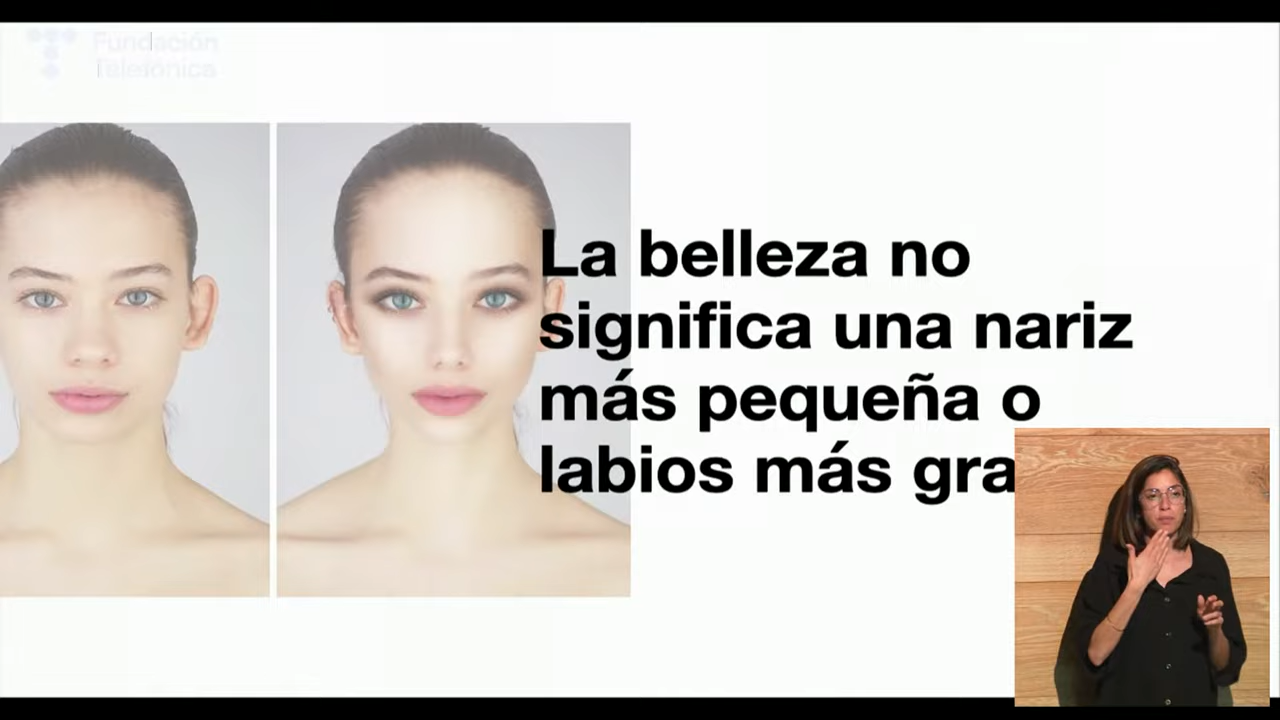 Fundación
Telefónica
La belleza no
significa una nariz
más pequeña o
labios más gra